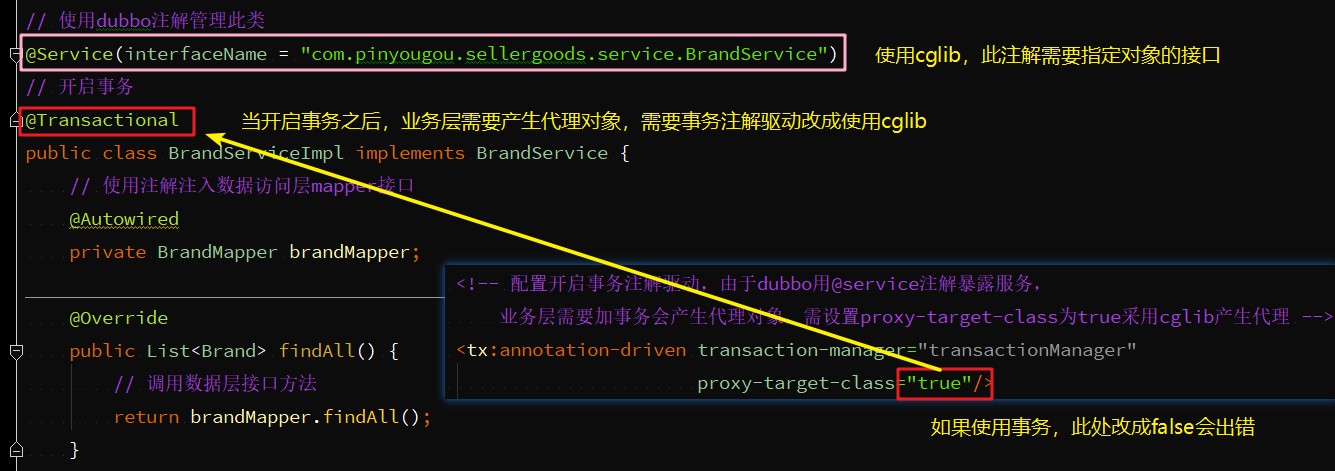 // 使用dubbo注解管理此类
@Service(interfaceName = "com.pinyougou.sellergoods.service.BrandService")
使用cglib，此注解需要指定对象的接口
// 开启事务
@Transactional
当开启事务之后，业务层需要产生代理对象，需要事务注解驱动改成使用cglib
public class BrandServiceImpl implements BrandService {
// 使用注解注入数据访问层mapper接口
@Autowired
private BrandMapper brandMapper;
@Override
public List<Brand> findAll() {
// 调用数据层接口方法
return brandMapper.findAll();
}
<!-- 配置开启事务注解驱动，由于dubbo用@service注解暴露服务，
业务层需要加事务会产生代理对象，需设置proxy-target-class为true采用cglib产生代理 -->
<tx:annotation-driven transaction-manager="transactionManager"
proxy-target-class="true"/>
如果使用事务，此处改成false会出错